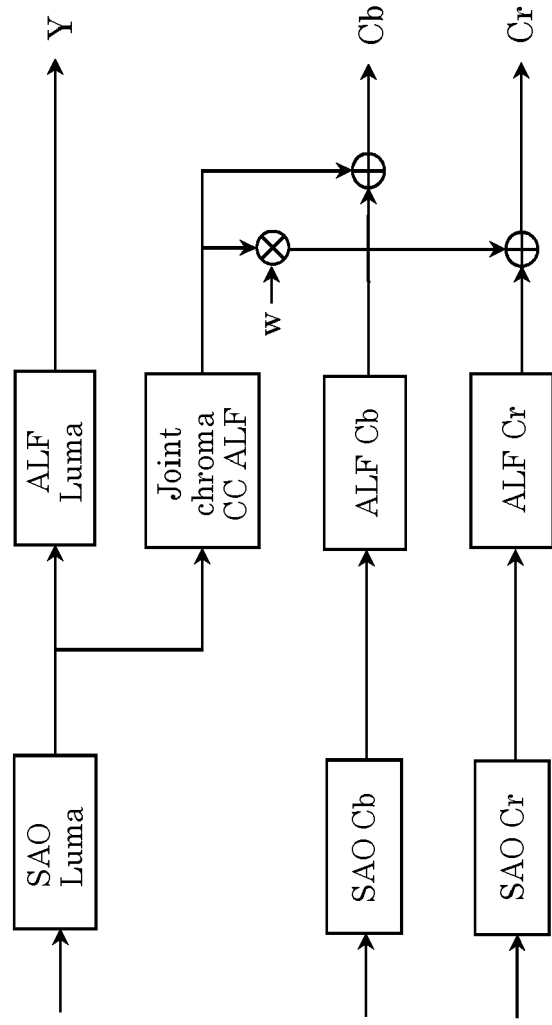 SAO
Luma
ALF
Luma
Y
Joint
chroma
CC ALF
w
SAO Cb
ALF Cb
Cb
SAO Cr
ALF Cr
Cr